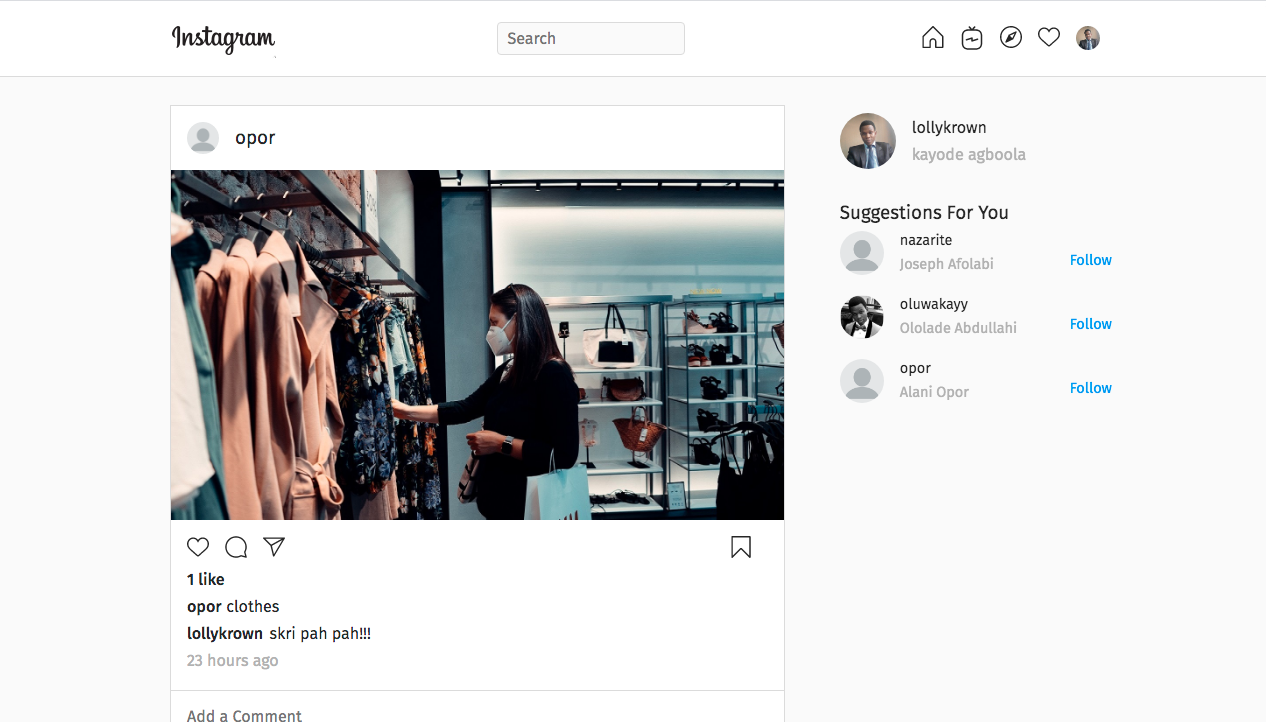 Instagram
Search
opor
1 like
opor clothes
lollykrown skri pah pah!!!
23 hours ago
Add a Comment
lollykrown
kayode agboola
Suggestions For You
nazarite
Joseph Afolabi
Follow
oluwakayy
Ololade Abdullahi
Follow
opor
Alani Opor
Follow